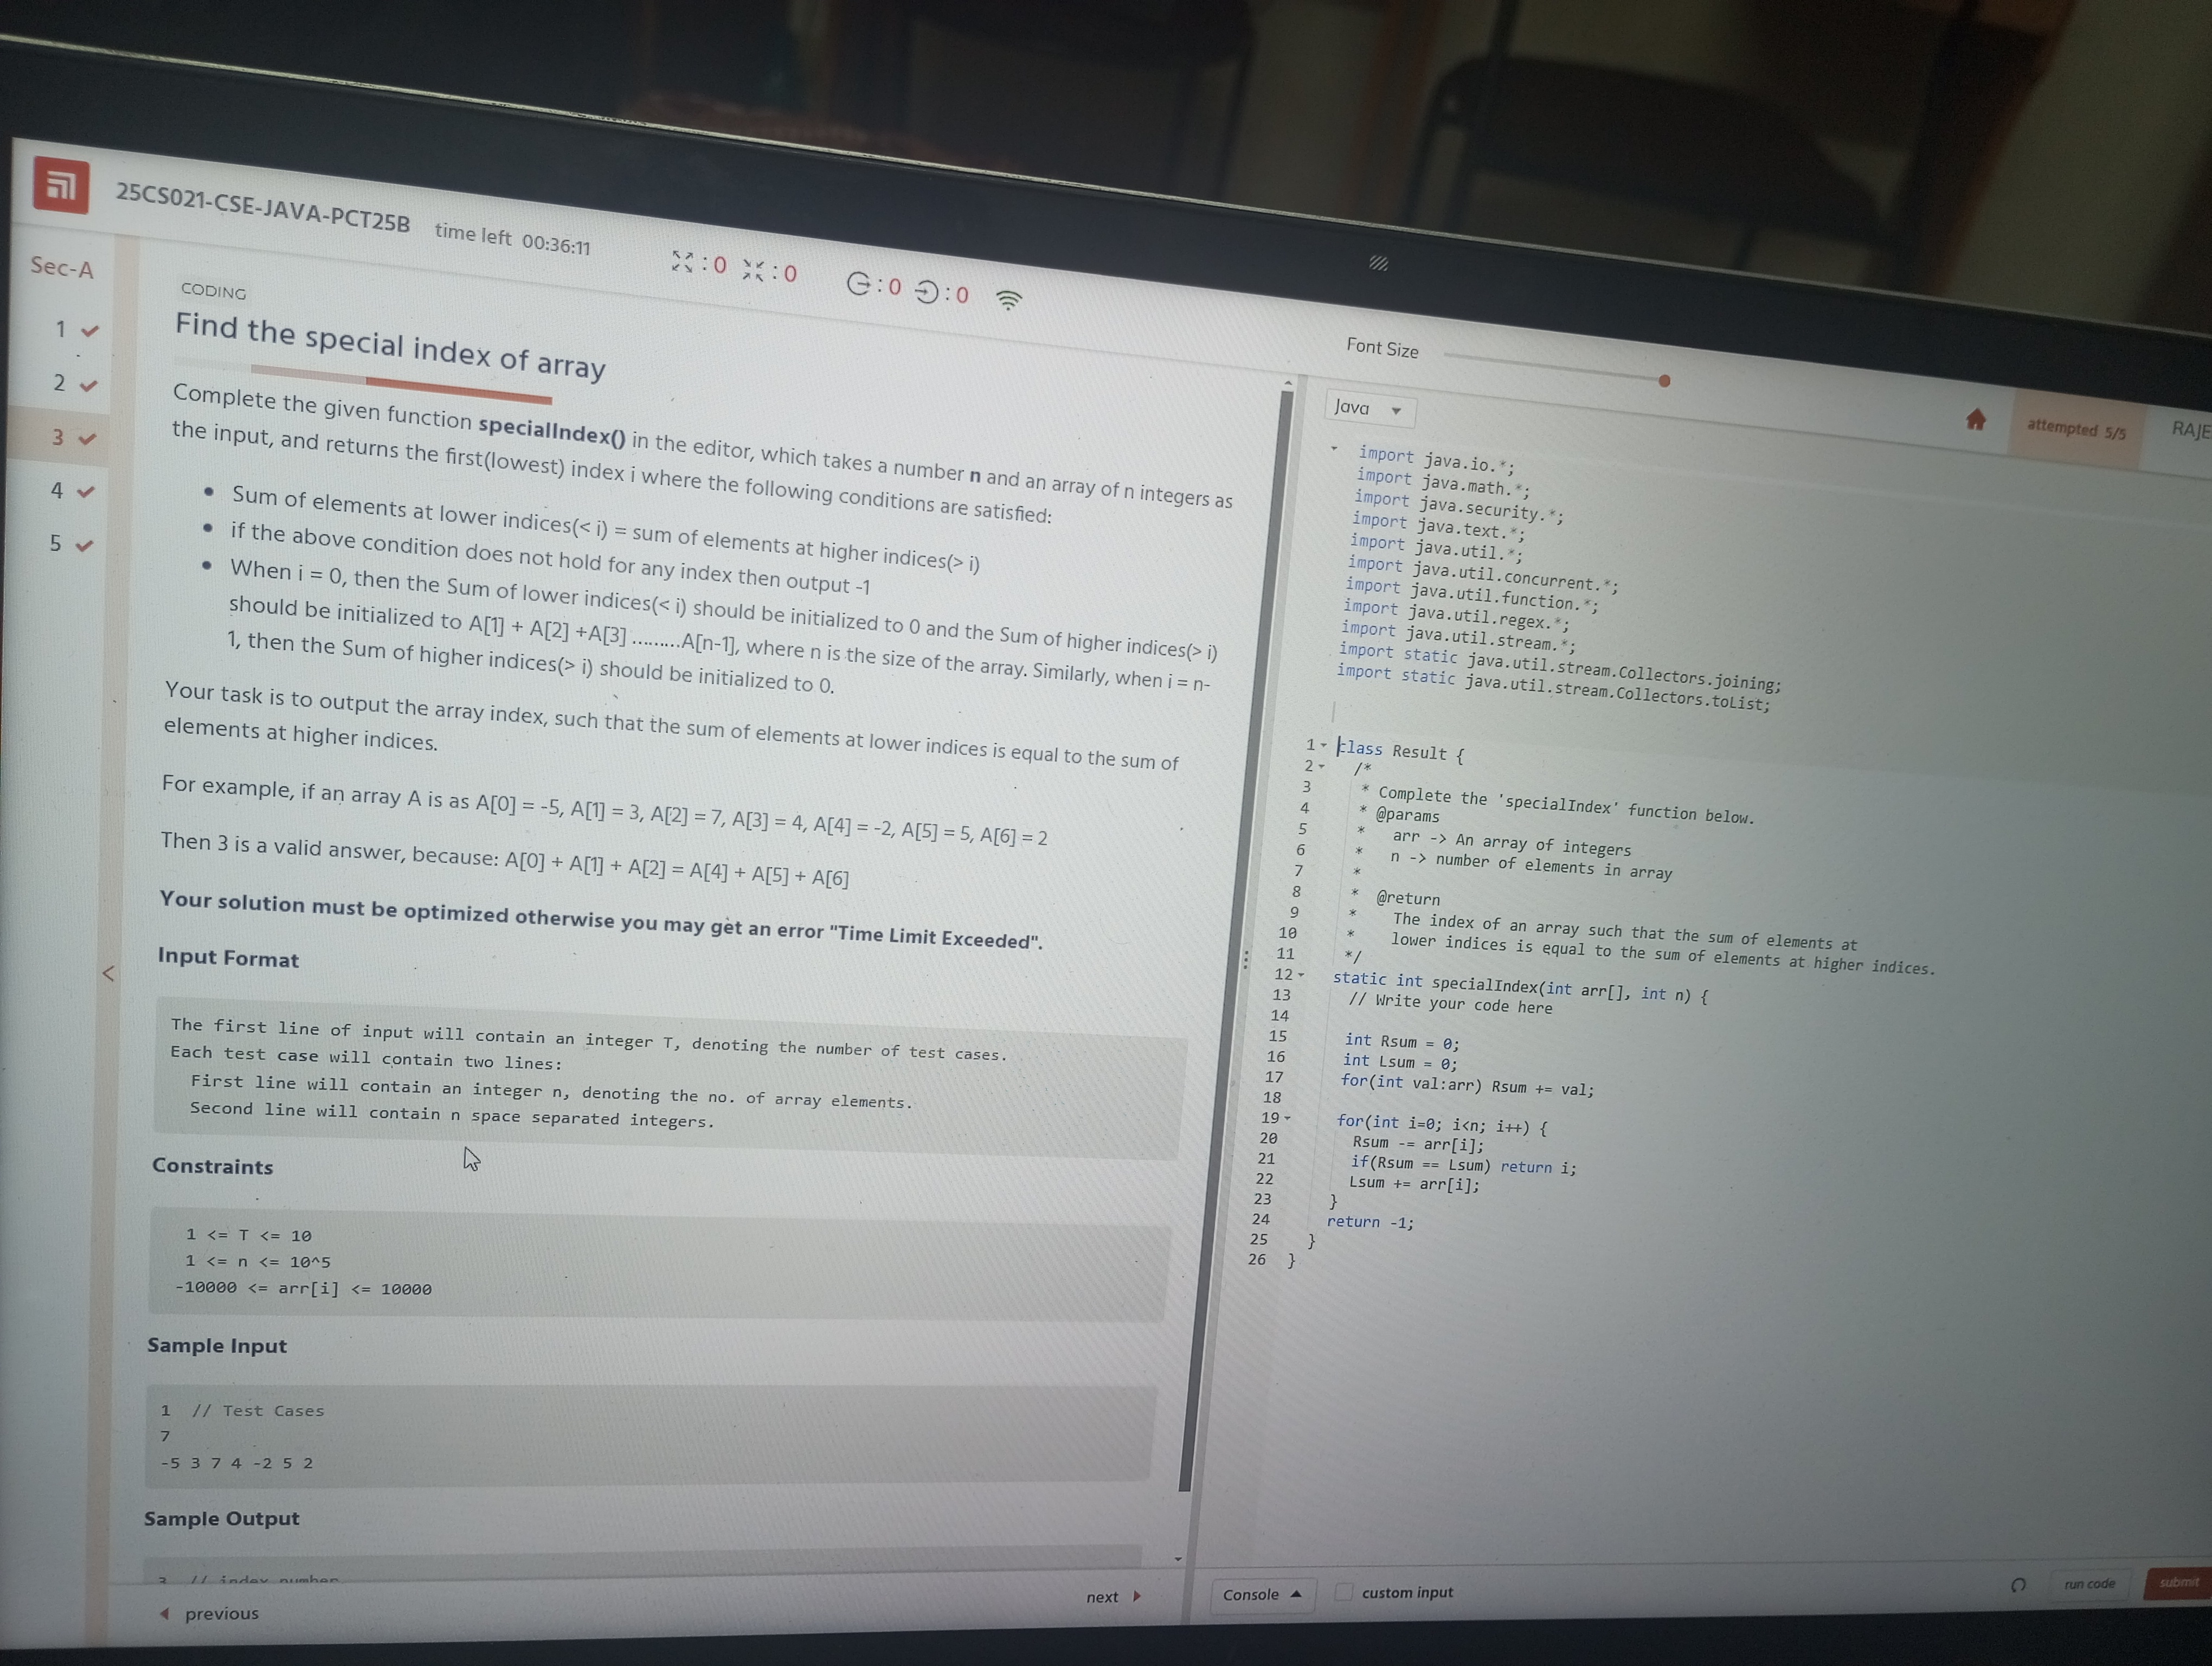 25CS021-CSE-JAVA-PCT25B time left 00:36:11
:0 :0 :0 :0
Sec-A
1
2
3
4
5
CODING
Find the special index of array
Complete the given function specialIndex() in the editor, which takes a number n and an array of n integers as
the input, and returns the first(lowest) index i where the following conditions are satisfied:
• Sum of elements at lower indices(< i) = sum of elements at higher indices(> i)
• if the above condition does not hold for any index then output -1
• When i = 0, then the Sum of lower indices(< i) should be initialized to 0 and the Sum of higher indices(> i)
should be initialized to A[1] + A[2] +A[3] .........A[n-1], where n is the size of the array. Similarly, when i = n-
1, then the Sum of higher indices(> i) should be initialized to 0.
Your task is to output the array index, such that the sum of elements at lower indices is equal to the sum of
elements at higher indices.
For example, if an array A is as A[0] = -5, A[1] = 3, A[2] = 7, A[3] = 4, A[4] = -2, A[5] = 5, A[6] = 2
Then 3 is a valid answer, because: A[0] + A[1] + A[2] = A[4] + A[5] + A[6]
Your solution must be optimized otherwise you may get an error "Time Limit Exceeded".
Input Format
The first line of input will contain an integer T, denoting the number of test cases.
Each test case will contain two lines:
First line will contain an integer n, denoting the no. of array elements.
Second line will contain n space separated integers.
Constraints
1 <= T <= 10
1 <= n <= 10^5
-10000 <= arr[i] <= 10000
Sample Input
1 // Test Cases
7
-5 3 7 4 -2 5 2
Sample Output
3 // index number
previous
next
Font Size
Java
attempted 5/5
RAJE
import java.io.*;
import java.math.*;
import java.security.*;
import java.text.*;
import java.util.*;
import java.util.concurrent.*;
import java.util.function.*;
import java.util.regex.*;
import java.util.stream.*;
import static java.util.stream.Collectors.joining;
import static java.util.stream.Collectors.toList;
1 class Result {
2 /*
3 * Complete the 'specialIndex' function below.
4 * @params
5 * arr -> An array of integers
6 * n -> number of elements in array
7 *
8 * @return
9 * The index of an array such that the sum of elements at
10 * lower indices is equal to the sum of elements at higher indices.
11 */
12 static int specialIndex(int arr[], int n) {
13 // Write your code here
14
15 int Rsum = 0;
16 int Lsum = 0;
17 for(int val:arr) Rsum += val;
18
19 for(int i=0; i<n; i++) {
20 Rsum -= arr[i];
21 if(Rsum == Lsum) return i;
22 Lsum += arr[i];
23 }
24 return -1;
25 }
26 }
Console
custom input
run code
submit